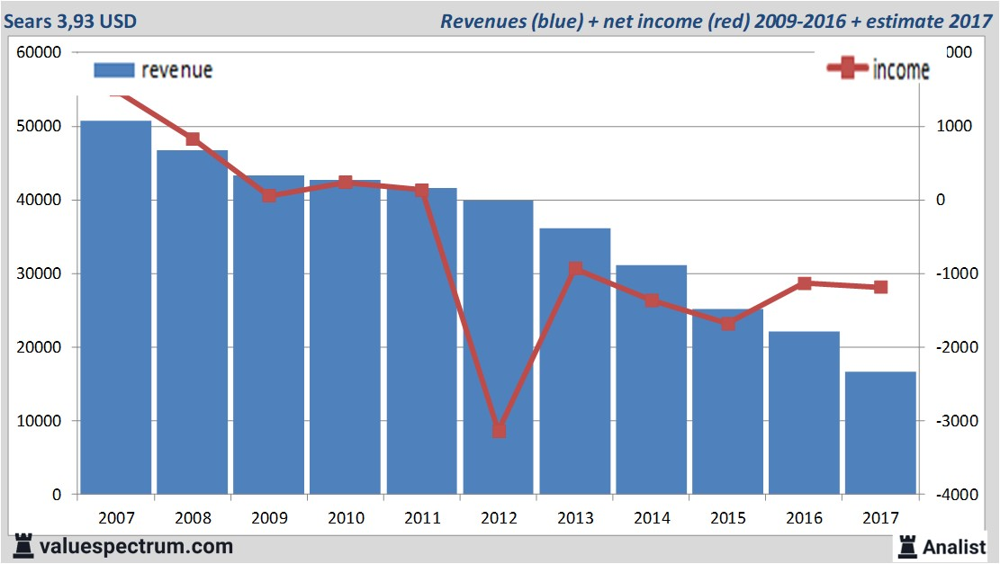 Sears 3,93 USD
Revenues (blue) + net income (red) 2009-2016 + estimate 2017
60000
revenue
income
50000 1000
40000 0
30000 -1000
20000 -2000
10000 -3000
0 -4000
2007 2008 2009 2010 2011 2012 2013 2014 2015 2016 2017
valuespectrum.com
Analist